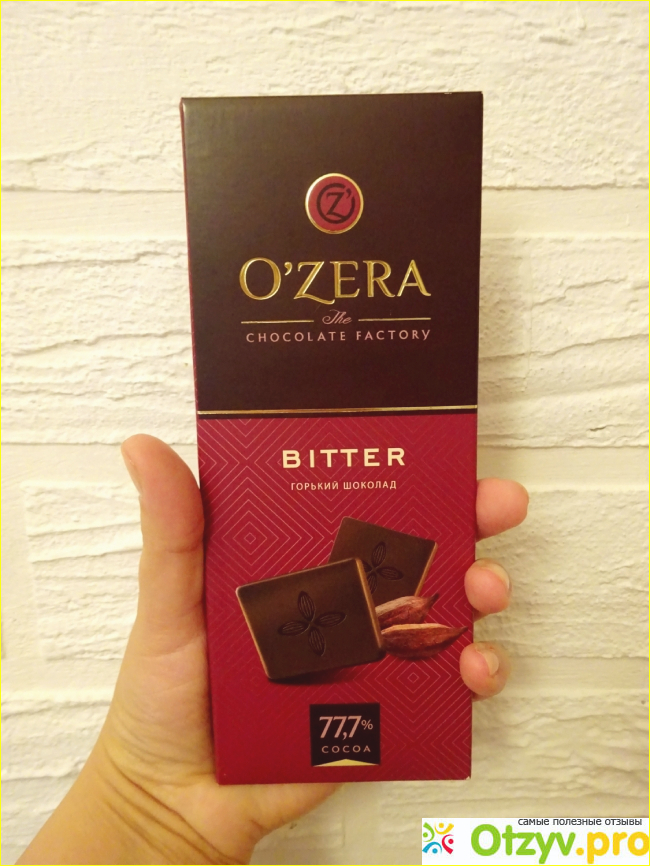 Z'
O'ZERA
The
CHOCOLATE FACTORY
BITTER
ГОРЬКИЙ ШОКОЛАД
77,7%
COCOA
самые полезные отзывы
Otzyv.pro